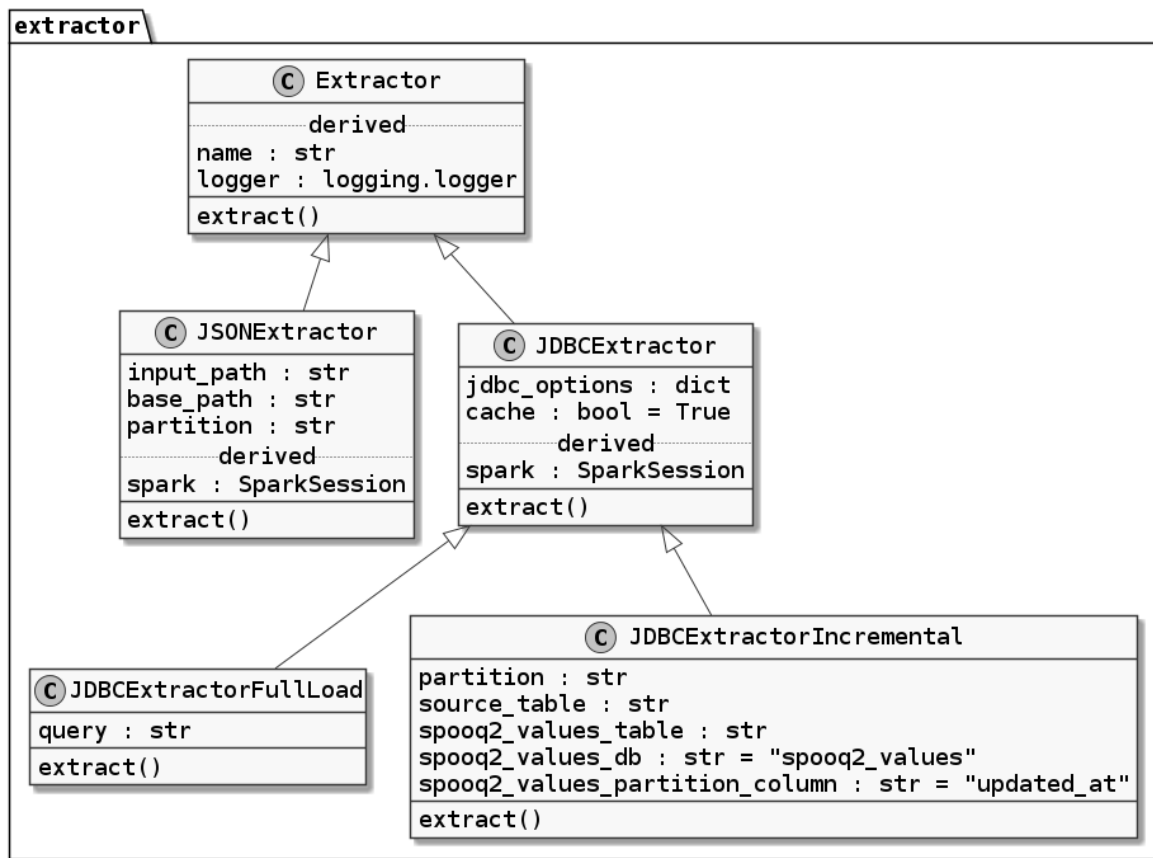 extractor
C Extractor
derived
name : str
logger : logging.logger
extract()
C JSONExtractor
input_path : str
base_path : str
partition : str
derived
spark : SparkSession
extract()
C JDBCExtractor
jdbc_options : dict
cache : bool = True
derived
spark : SparkSession
extract()
C JDBCExtractorFullLoad
query : str
extract()
C JDBCExtractorIncremental
partition : str
source_table : str
spooq2_values_table : str
spooq2_values_db : str = "spooq2_values"
spooq2_values_partition_column : str = "updated_at"
extract()